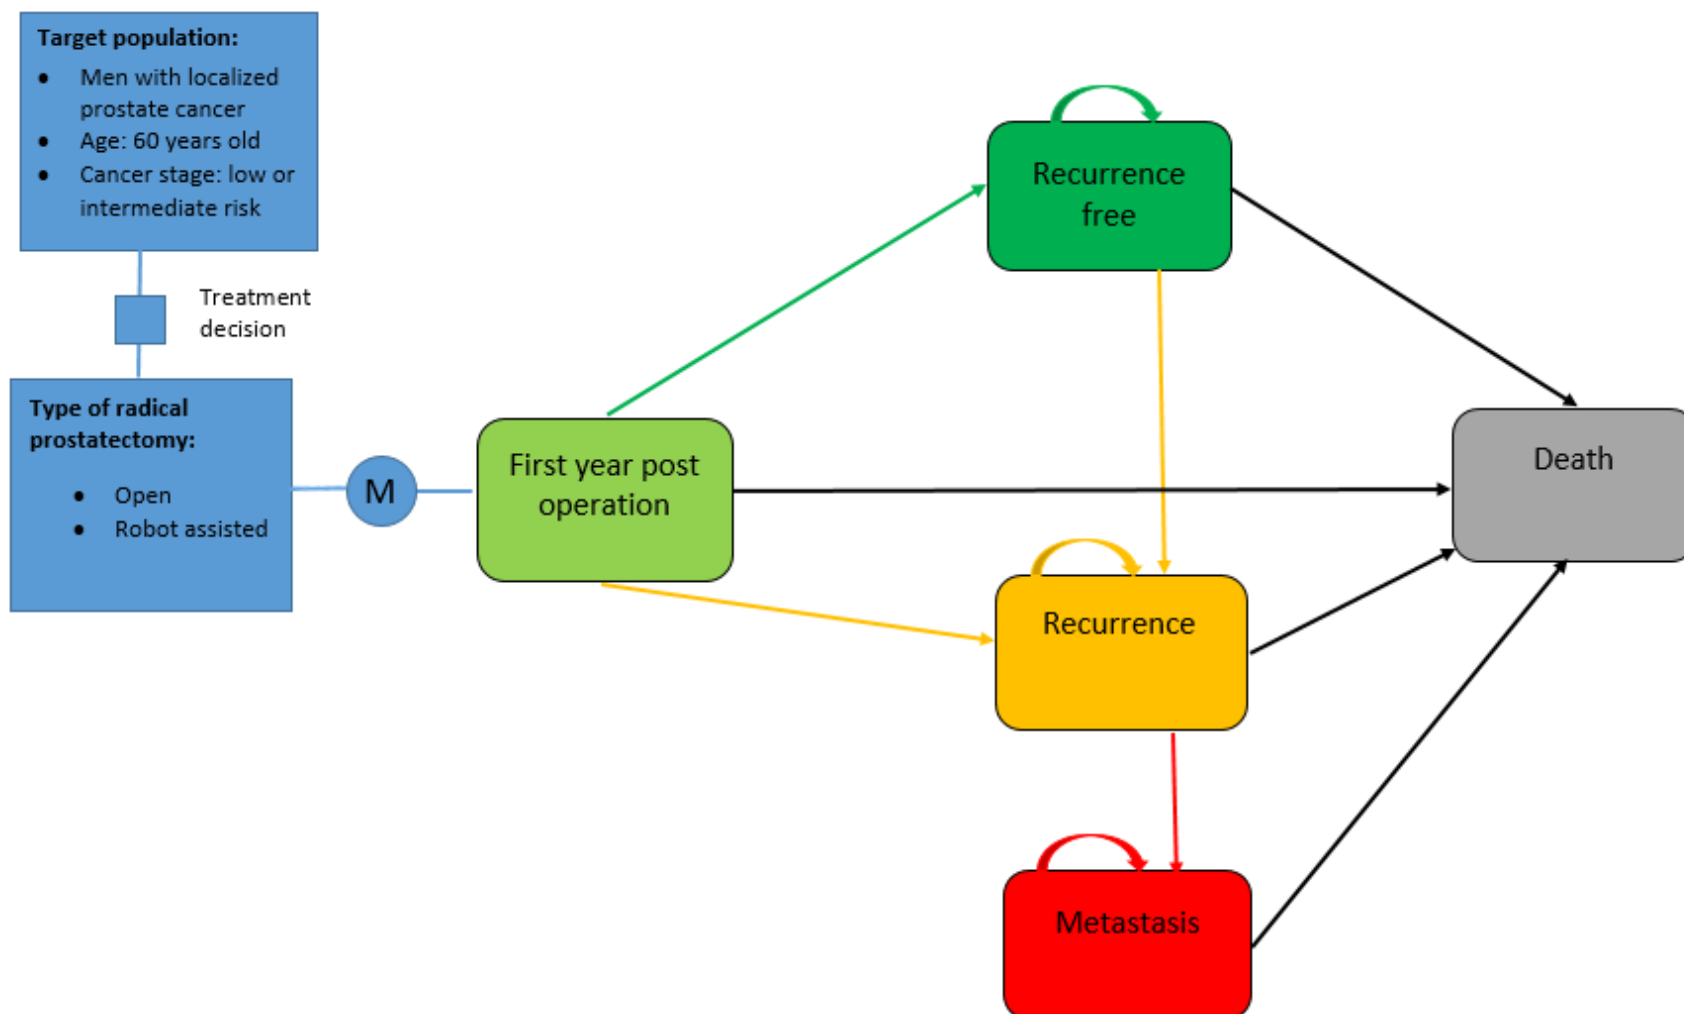 Target population:
• Men with localized
prostate cancer
• Age: 60 years old
• Cancer stage: low or
intermediate risk
Treatment
decision
Type of radical
prostatectomy:
• Open
• Robot assisted
M
First year post
operation
Recurrence
free
Recurrence
Metastasis
Death